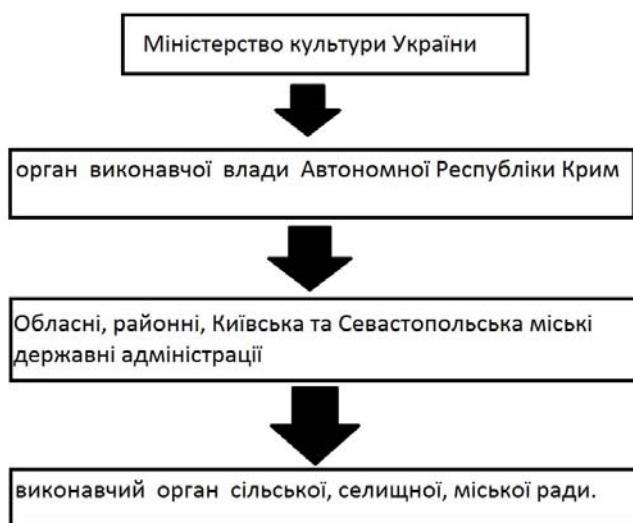 Міністерство культури України
орган виконавчої влади Автономної Республіки Крим
Обласні, районні, Київська та Севастопольська міські
державні адміністрації
виконавчий орган сільської, селищної, міської ради.